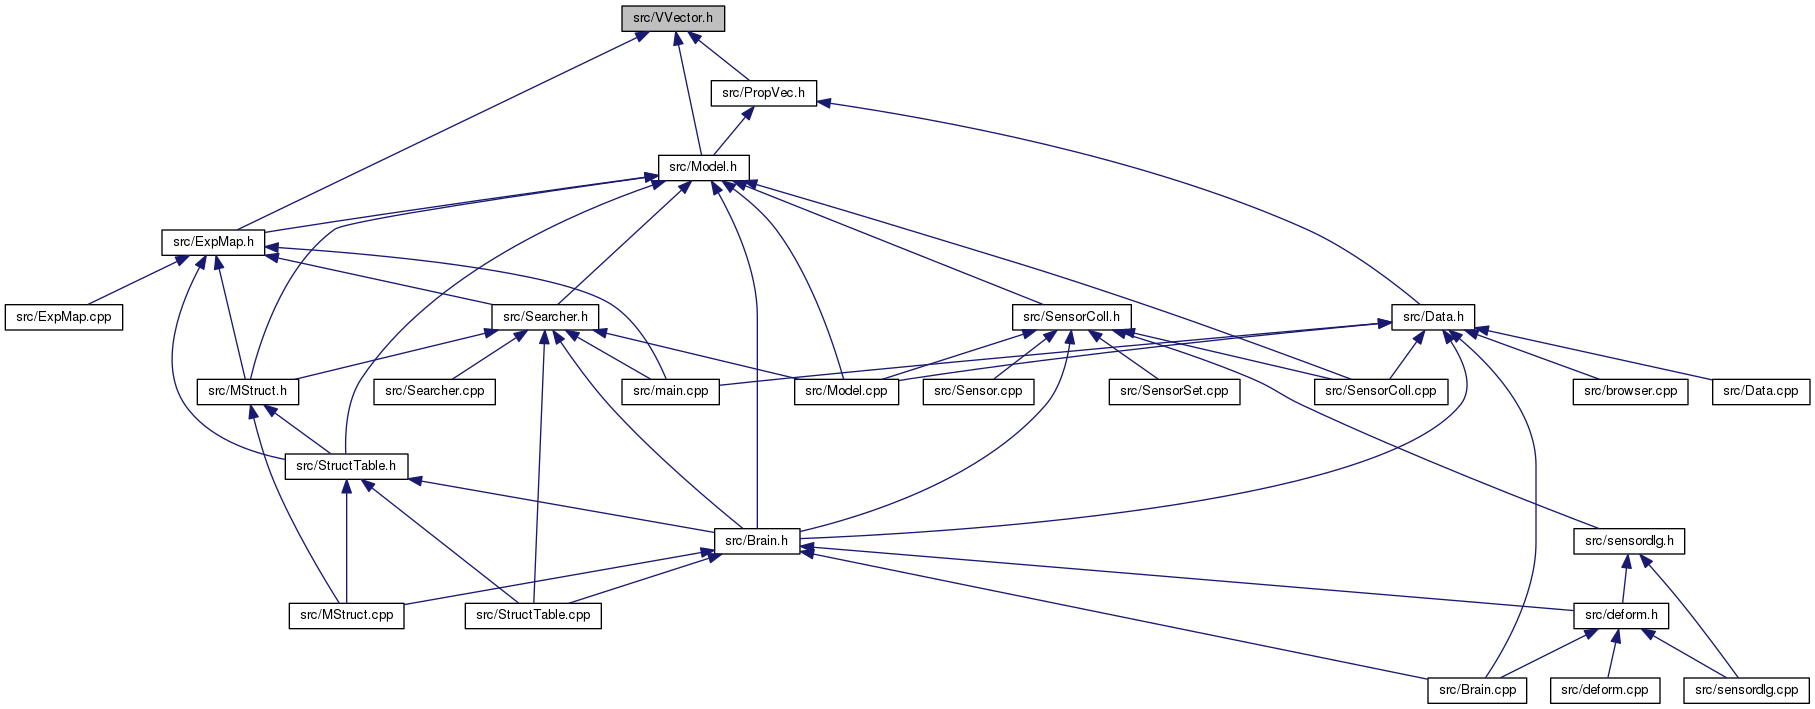 src/VVector.h
src/PropVec.h
src/Model.h
src/ExpMap.h
src/ExpMap.cpp
src/Searcher.h
src/SensorColl.h
src/Data.h
src/MStruct.h
src/Searcher.cpp
src/main.cpp
src/Model.cpp
src/Sensor.cpp
src/SensorSet.cpp
src/SensorColl.cpp
src/browser.cpp
src/Data.cpp
src/StructTable.h
src/Brain.h
src/sensordlg.h
src/MStruct.cpp
src/StructTable.cpp
src/deform.h
src/Brain.cpp
src/deform.cpp
src/sensordlg.cpp